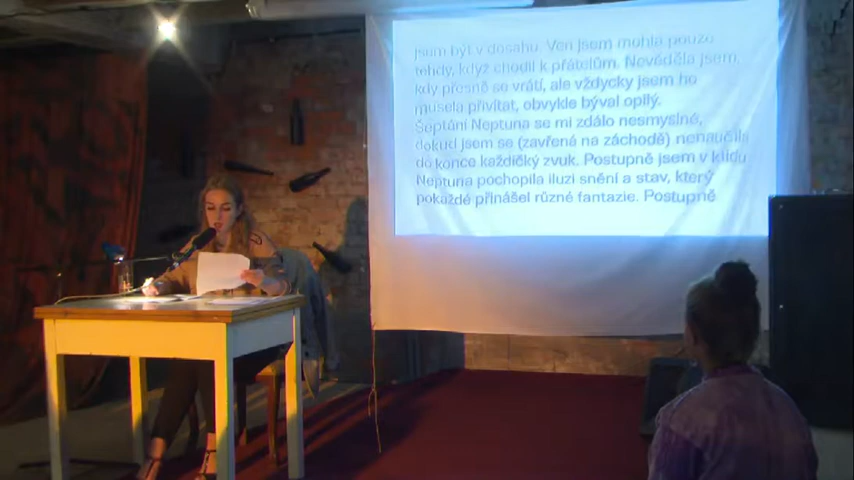 jsem být v dosahu. Ven jsem mohla pouze
tehdy, když chodil k přátelům. Nevěděla jsem,
kdy přesně se vrátí, ale vždycky jsem ho
musela přivítat, obvykle býval opilý.
Šeptání Neptuna se mi zdálo nesmyslné,
dokud jsem se (zavřená na záchodě) nenaučila
do konce každičký zvuk. Postupně jsem v klidu
Neptuna pochopila iluzi snění a stav, který
pokaždé přinášel různé fantazie. Postupně